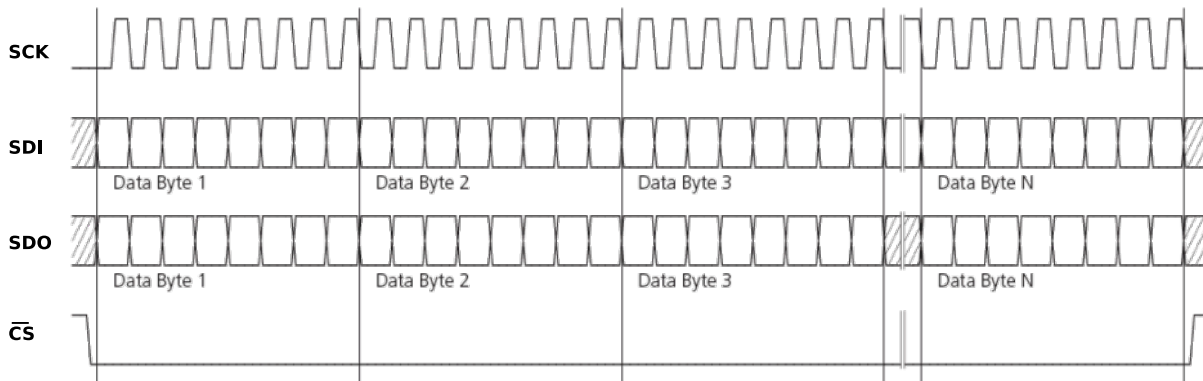 SCK
SDI
Data Byte 1 Data Byte 2 Data Byte 3 Data Byte N
SDO
Data Byte 1 Data Byte 2 Data Byte 3 Data Byte N
C̅S̅